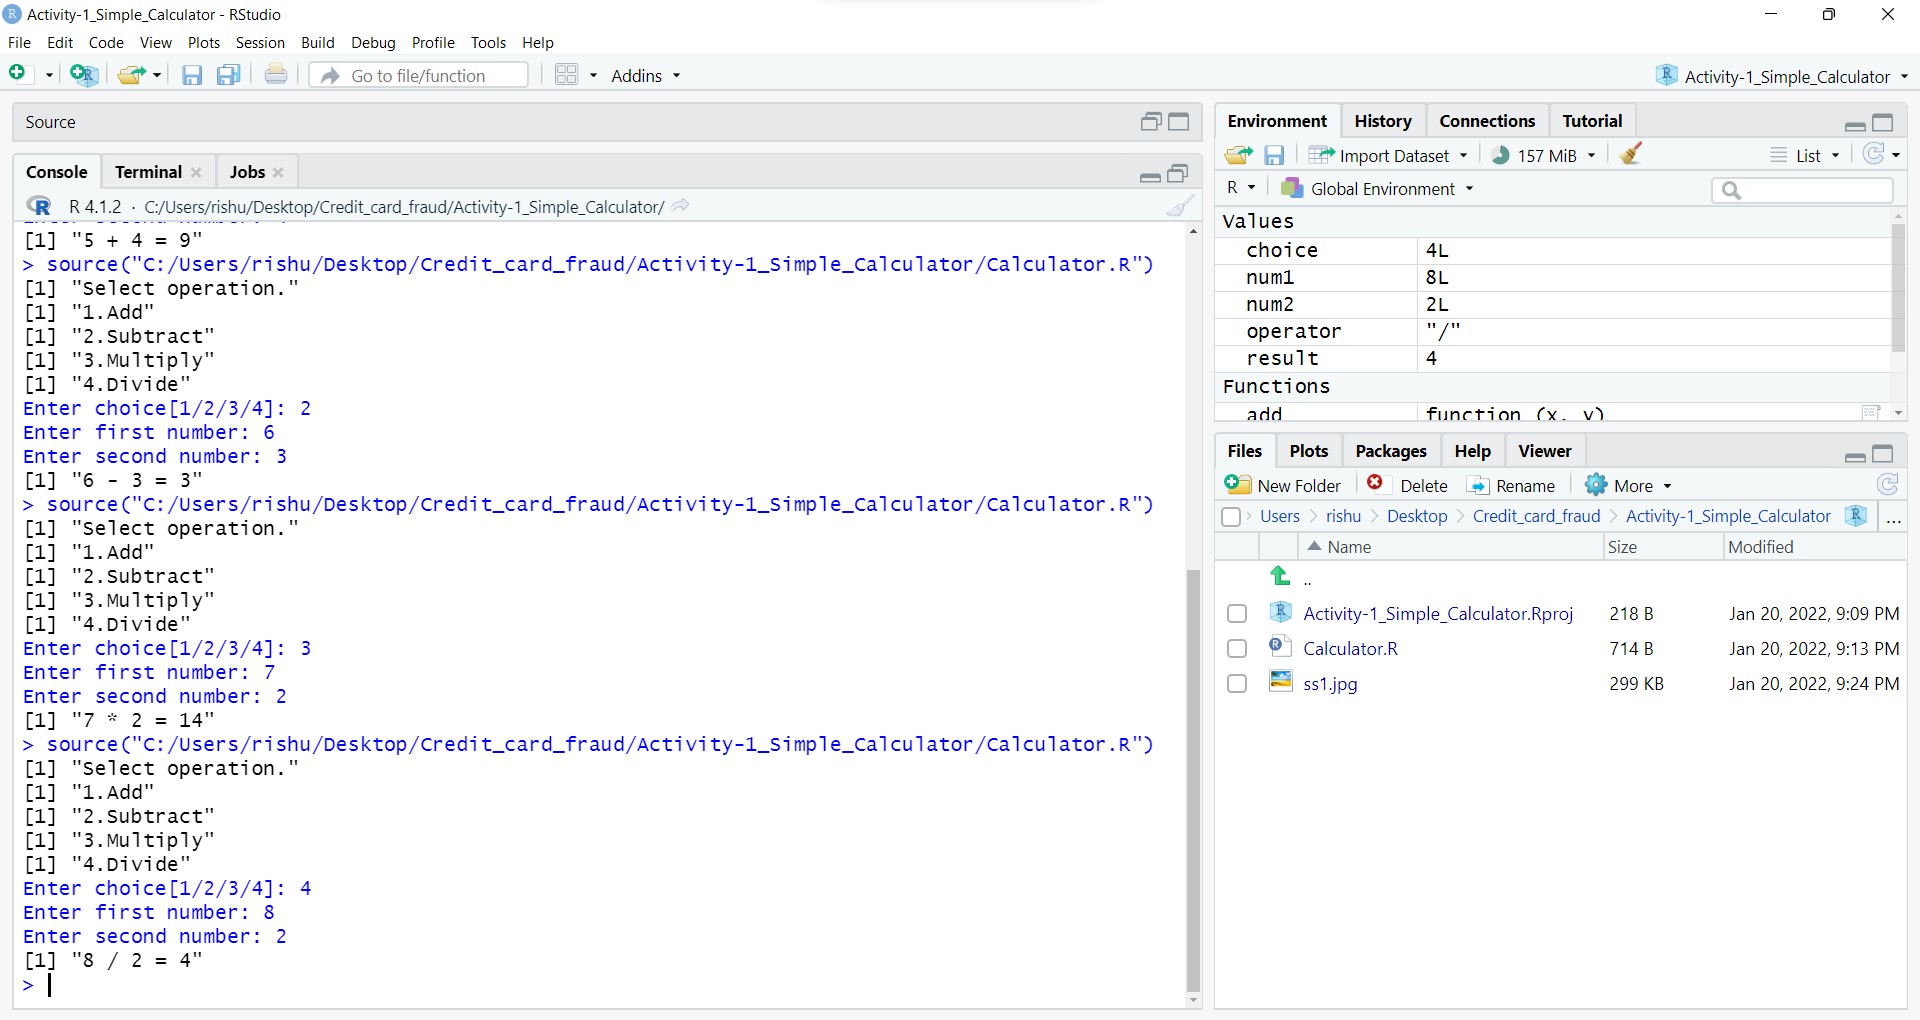 Activity-1_Simple_Calculator - RStudio
File Edit Code View Plots Session Build Debug Profile Tools Help
Go to file/function Addins Activity-1_Simple_Calculator
Source
Console Terminal Jobs
R 4.1.2 · C:/Users/rishu/Desktop/Credit_card_fraud/Activity-1_Simple_Calculator/
[1] "5 + 4 = 9"
> source("C:/Users/rishu/Desktop/Credit_card_fraud/Activity-1_Simple_Calculator/Calculator.R")
[1] "Select operation."
[1] "1.Add"
[1] "2.Subtract"
[1] "3.Multiply"
[1] "4.Divide"
Enter choice[1/2/3/4]: 2
Enter first number: 6
Enter second number: 3
[1] "6 - 3 = 3"
> source("C:/Users/rishu/Desktop/Credit_card_fraud/Activity-1_Simple_Calculator/Calculator.R")
[1] "Select operation."
[1] "1.Add"
[1] "2.Subtract"
[1] "3.Multiply"
[1] "4.Divide"
Enter choice[1/2/3/4]: 3
Enter first number: 7
Enter second number: 2
[1] "7 * 2 = 14"
> source("C:/Users/rishu/Desktop/Credit_card_fraud/Activity-1_Simple_Calculator/Calculator.R")
[1] "Select operation."
[1] "1.Add"
[1] "2.Subtract"
[1] "3.Multiply"
[1] "4.Divide"
Enter choice[1/2/3/4]: 4
Enter first number: 8
Enter second number: 2
[1] "8 / 2 = 4"
>
Environment History Connections Tutorial
Import Dataset 157 MiB List
R Global Environment
Values
choice 4L
num1 8L
num2 2L
operator "/"
result 4
Functions
add function (x, y)
Files Plots Packages Help Viewer
New Folder Delete Rename More
Users > rishu > Desktop > Credit_card_fraud > Activity-1_Simple_Calculator ...
Name Size Modified
..
Activity-1_Simple_Calculator.Rproj 218 B Jan 20, 2022, 9:09 PM
Calculator.R 714 B Jan 20, 2022, 9:13 PM
ss1.jpg 299 KB Jan 20, 2022, 9:24 PM